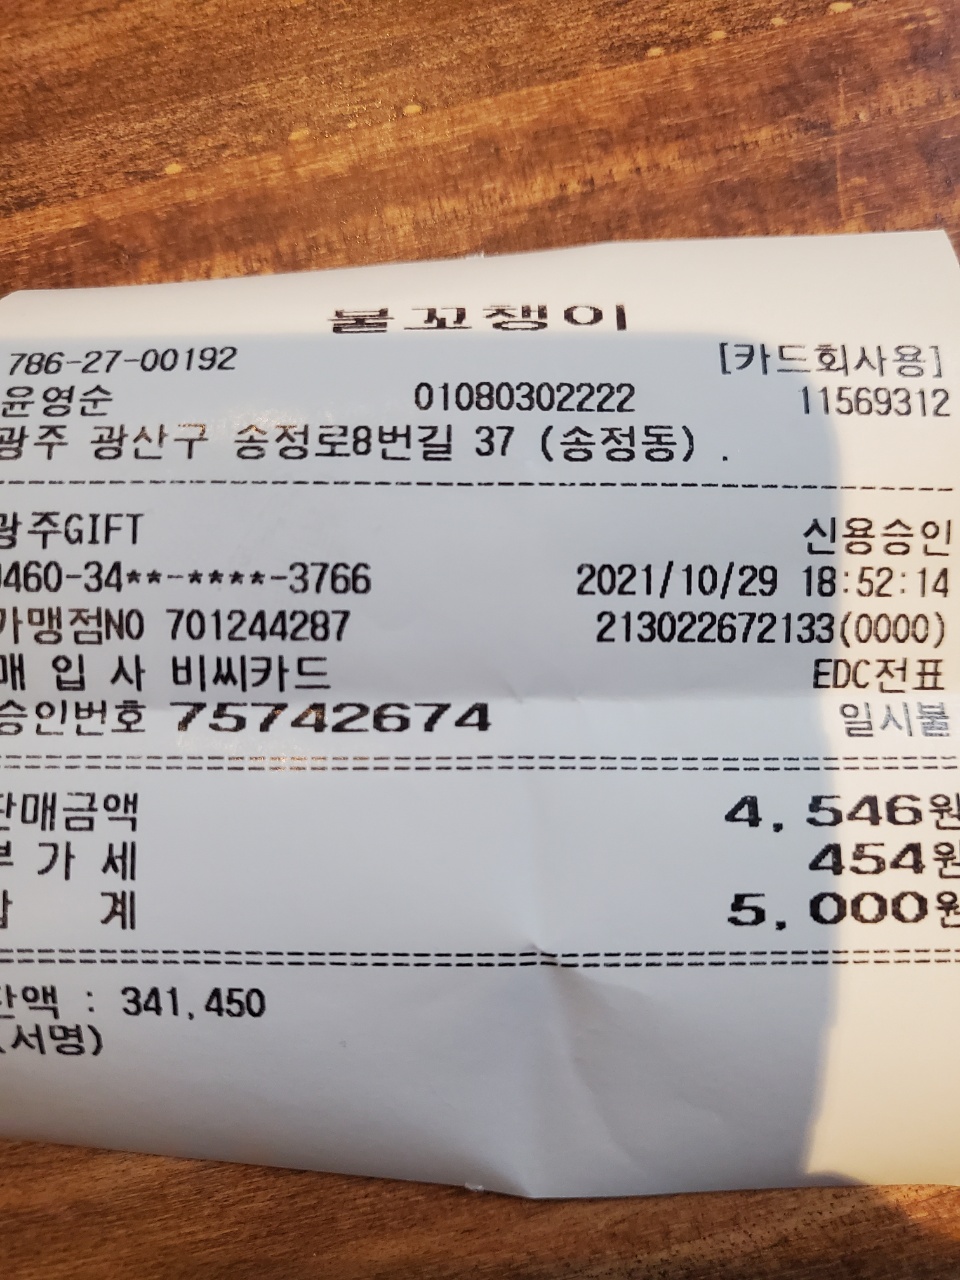 불꼬쟁이
786-27-00192 [카드회사용]
윤영순 01080302222 11569312
광주 광산구 송정로8번길 37 (송정동) .
광주GIFT 신용승인
9460-34**-****-3766 2021/10/29 18:52:14
가맹점NO 701244287 213022672133(0000)
매 입 사 비씨카드 EDC전표
승인번호 75742674 일시불
판매금액 4,546원
부 가 세 454원
합 계 5,000원
잔액 : 341,450
(서명)